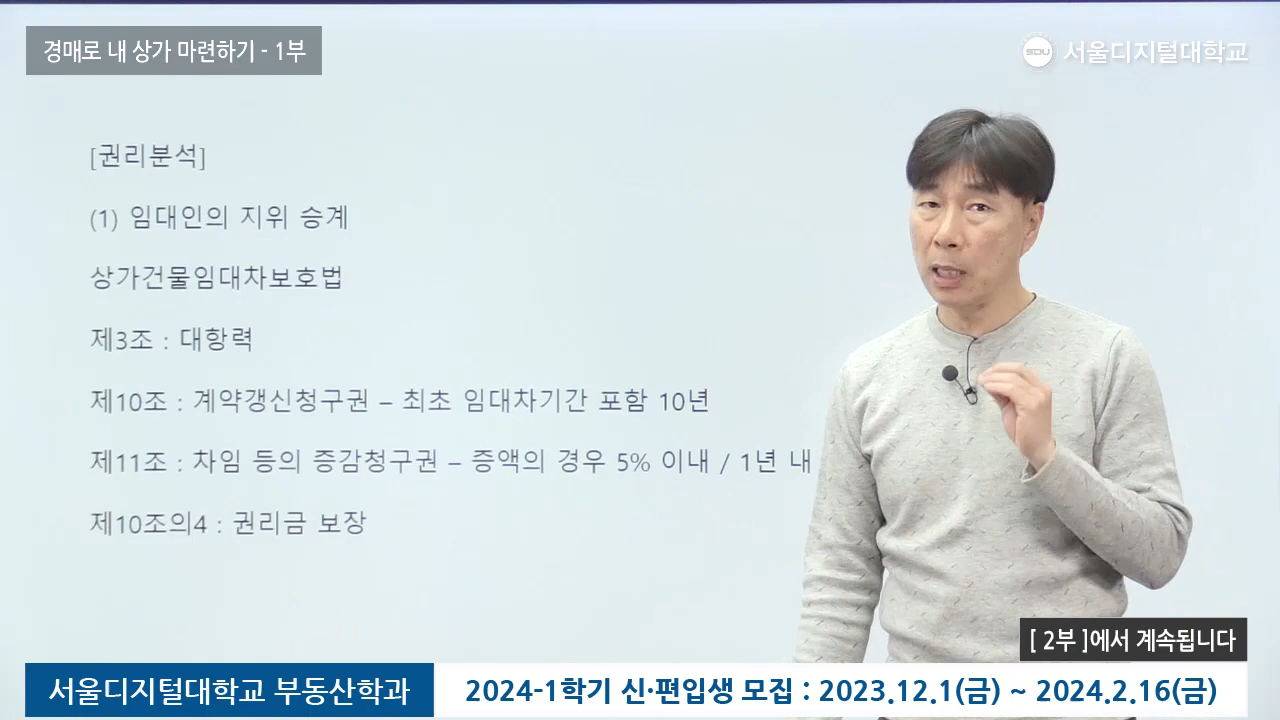 경매로 내 상가 마련하기 - 1부
SDU 서울디지털대학교
[권리분석]
(1) 임대인의 지위 승계
상가건물임대차보호법
제3조 : 대항력
제10조 : 계약갱신청구권 – 최초 임대차기간 포함 10년
제11조 : 차임 등의 증감청구권 – 증액의 경우 5% 이내 / 1년 내
제10조의4 : 권리금 보장
[ 2부 ]에서 계속됩니다
서울디지털대학교 부동산학과
2024-1학기 신·편입생 모집 : 2023.12.1(금) ~ 2024.2.16(금)